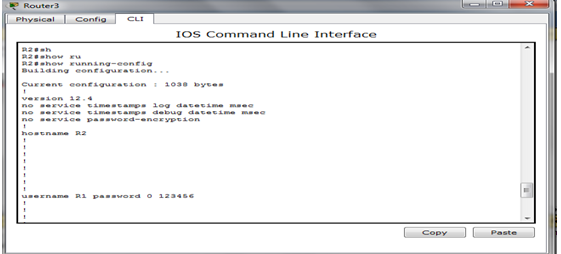 Router3
Physical Config CLI
IOS Command Line Interface
R2#sh
R2#show ru
R2#show running-config
Building configuration...
Current configuration : 1038 bytes
!
version 12.4
no service timestamps log datetime msec
no service timestamps debug datetime msec
no service password-encryption
!
hostname R2
!
!
!
!
!
!
username R1 password 0 123456
!
!
!
Copy Paste